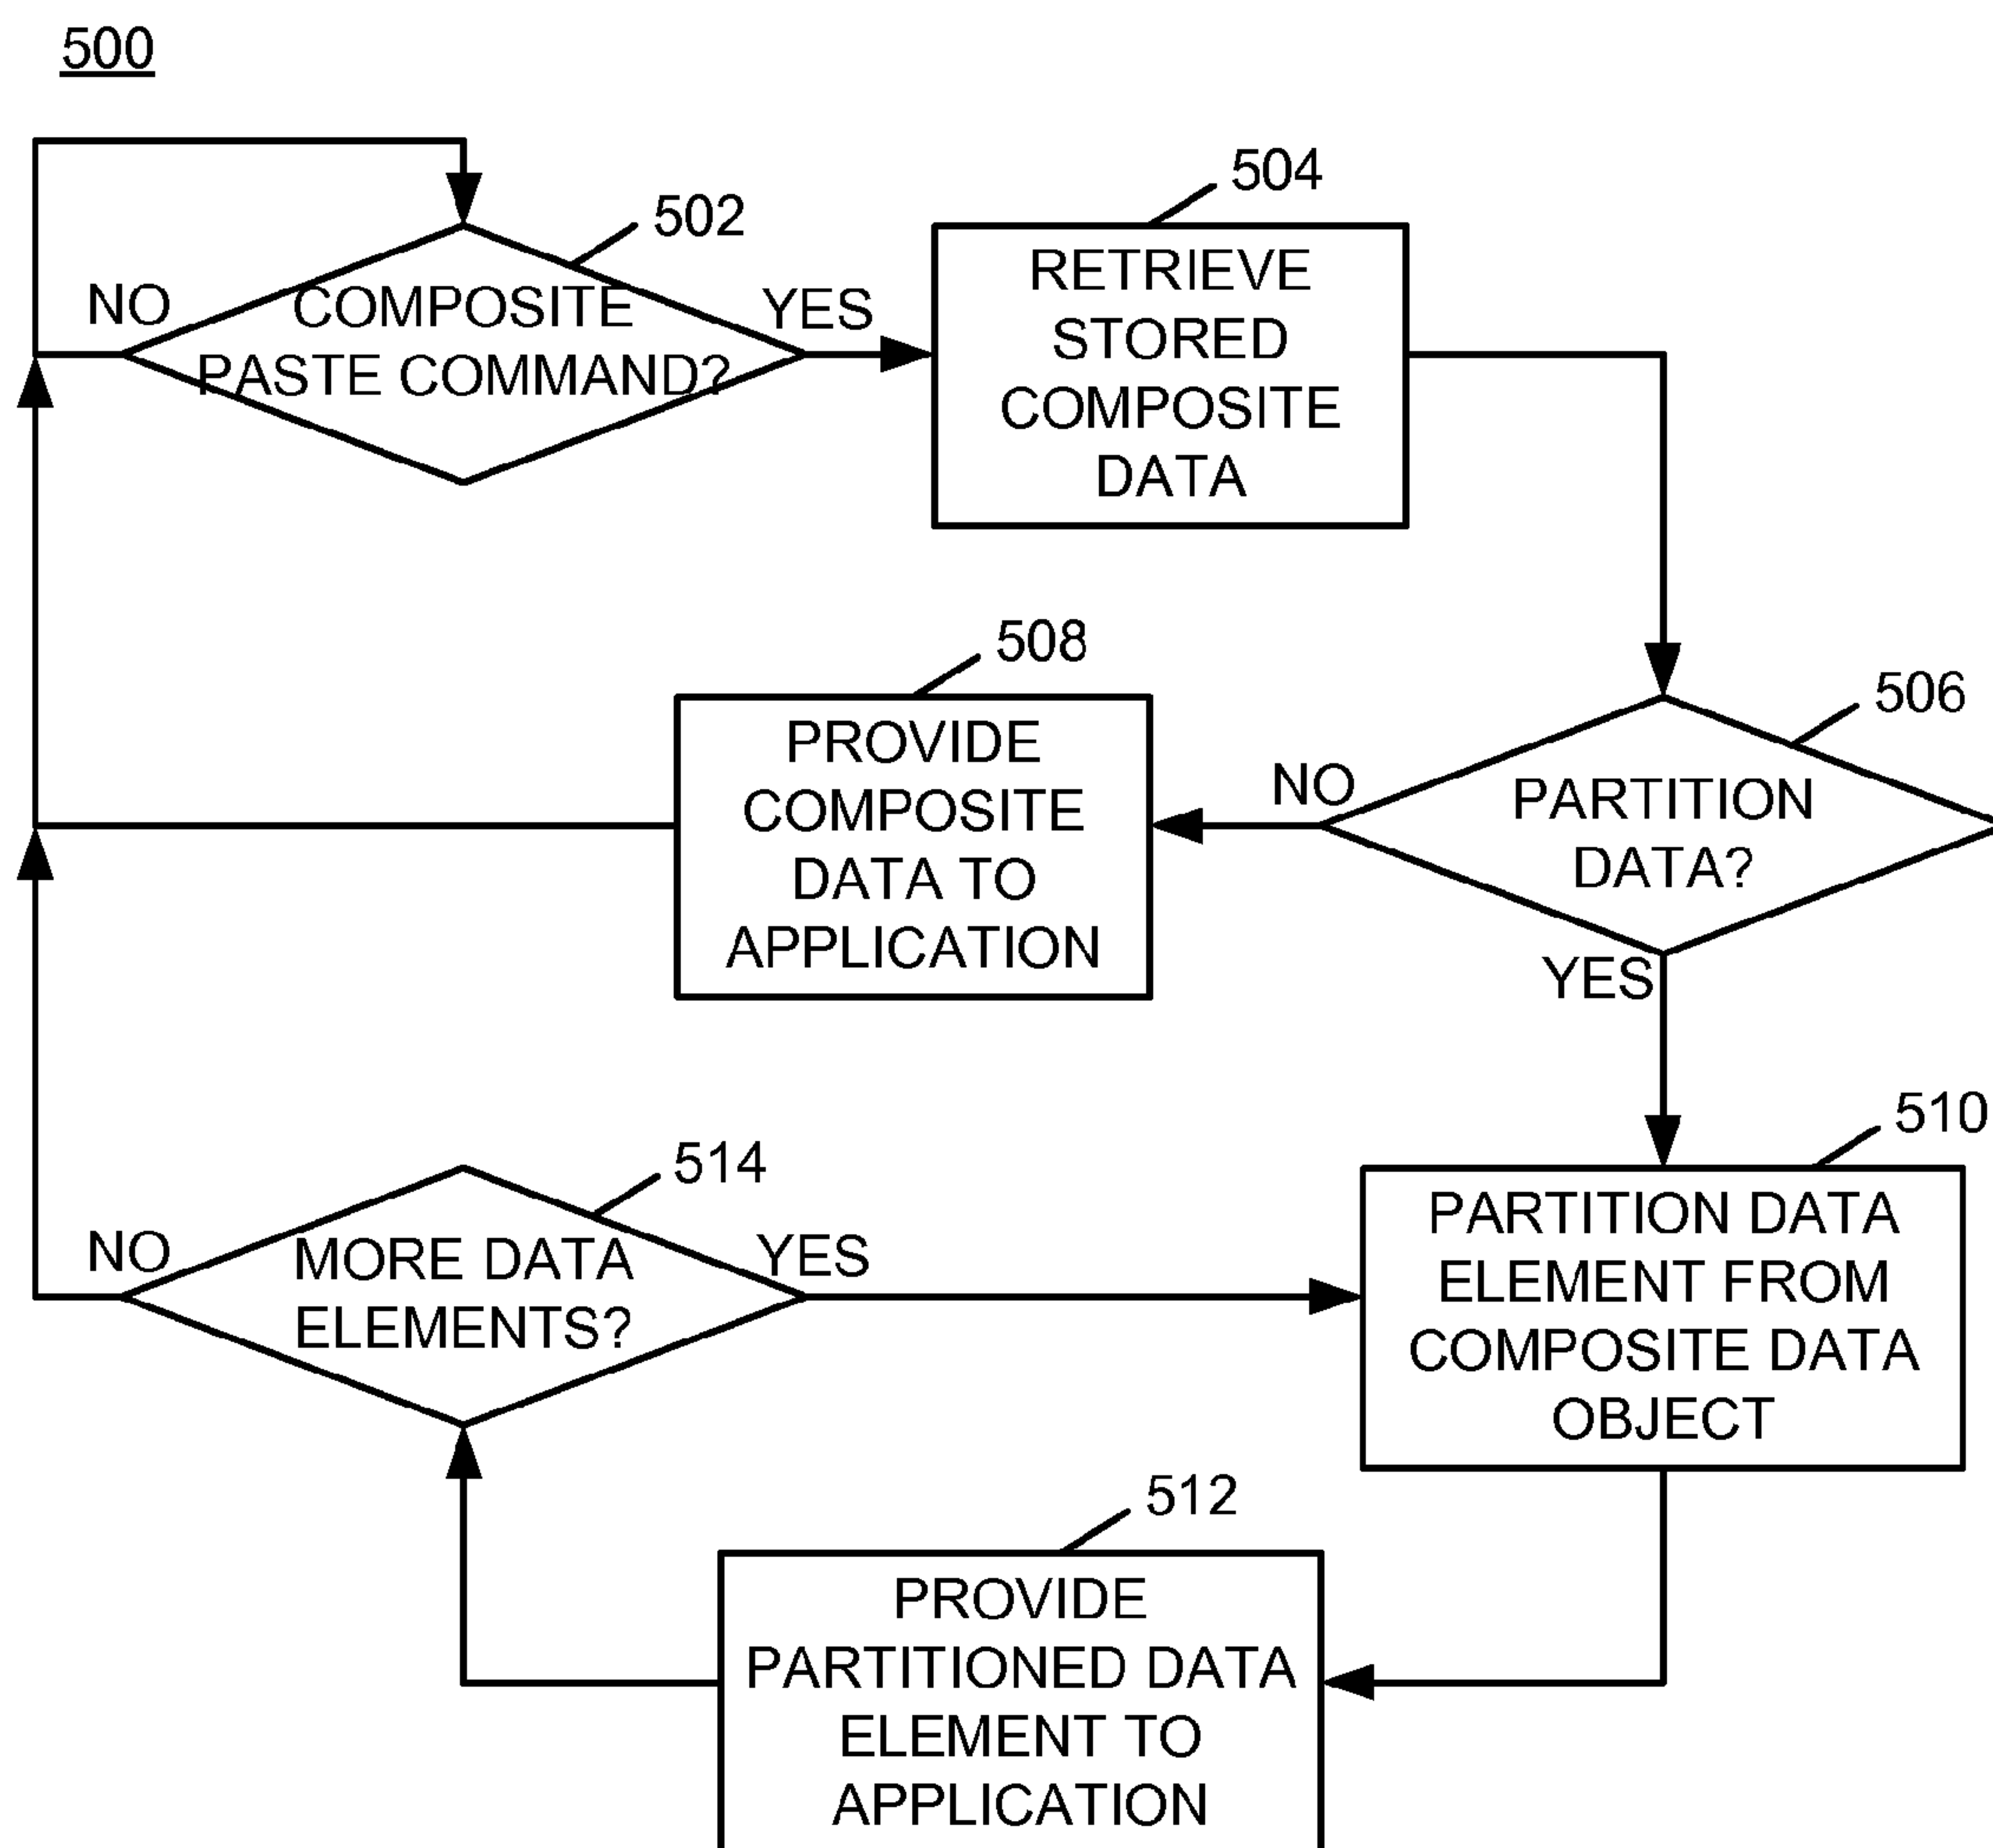 500
502
NO
COMPOSITE
PASTE COMMAND?
YES
504
RETRIEVE
STORED
COMPOSITE
DATA
506
PARTITION
DATA?
NO
YES
508
PROVIDE
COMPOSITE
DATA TO
APPLICATION
510
PARTITION DATA
ELEMENT FROM
COMPOSITE DATA
OBJECT
512
PROVIDE
PARTITIONED DATA
ELEMENT TO
APPLICATION
514
NO
MORE DATA
ELEMENTS?
YES